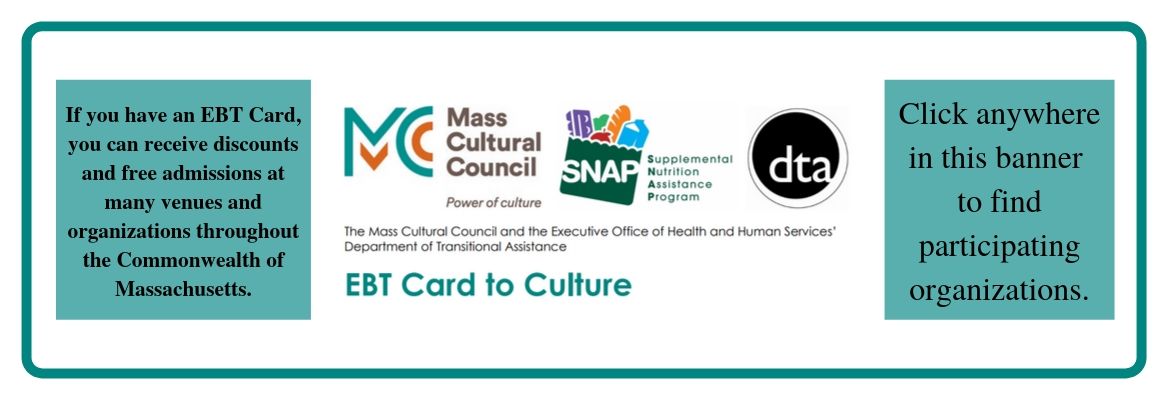 If you have an EBT Card,
you can receive discounts
and free admissions at
many venues and
organizations throughout
the Commonwealth of
Massachusetts.
MCC
Mass
Cultural
Council
Power of culture
SNAP
Supplemental
Nutrition
Assistance
Program
dta
The Mass Cultural Council and the Executive Office of Health and Human Services'
Department of Transitional Assistance
EBT Card to Culture
Click anywhere
in this banner
to find
participating
organizations.